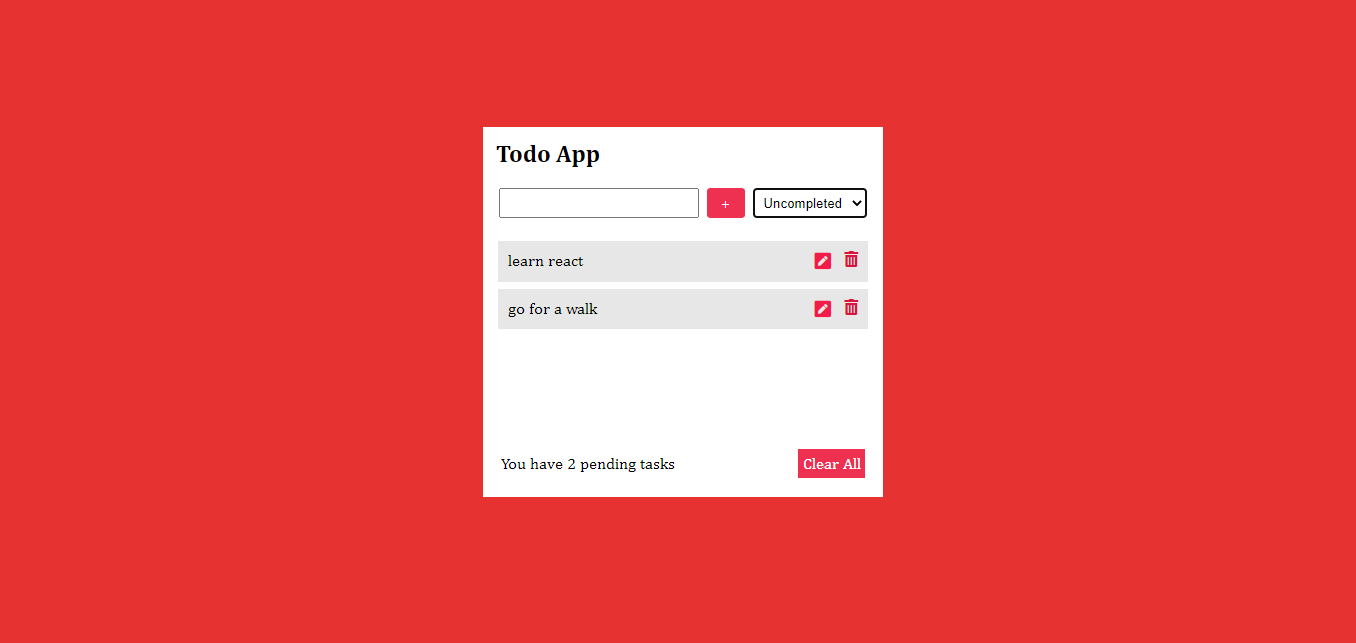 Todo App
+ Uncompleted
learn react
go for a walk
You have 2 pending tasks Clear All